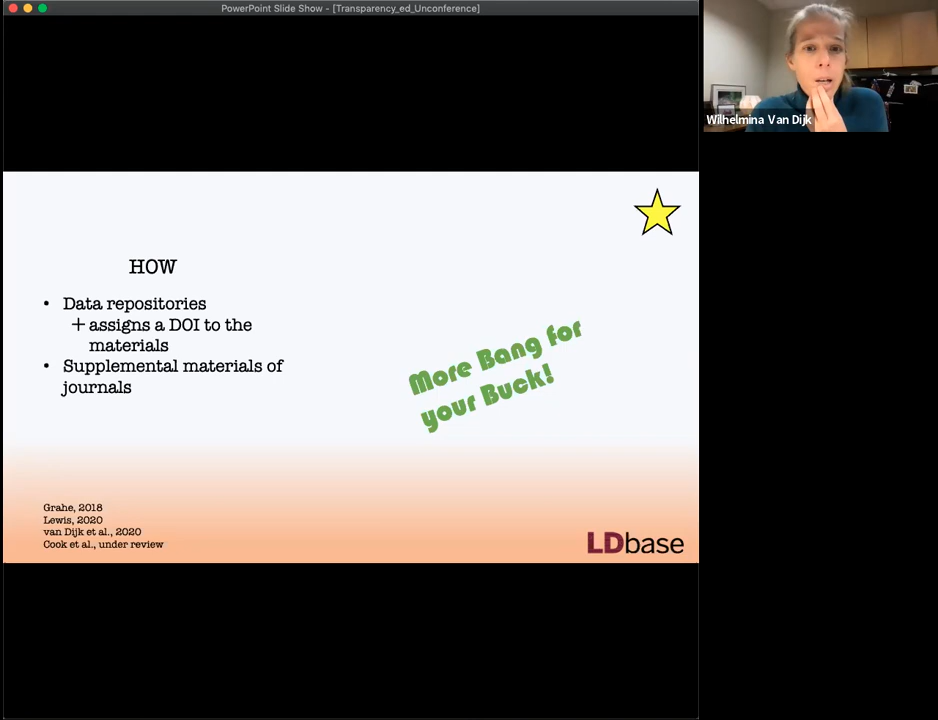 PowerPoint Slide Show - [Transparency_ed_Unconference]
Wilhelmina Van Dijk
HOW
• Data repositories
+ assigns a DOI to the
materials
• Supplemental materials of
journals
More Bang for
your Buck!
Grahe, 2018
Lewis, 2020
van Dijk et al., 2020
Cook et al., under review
LDbase